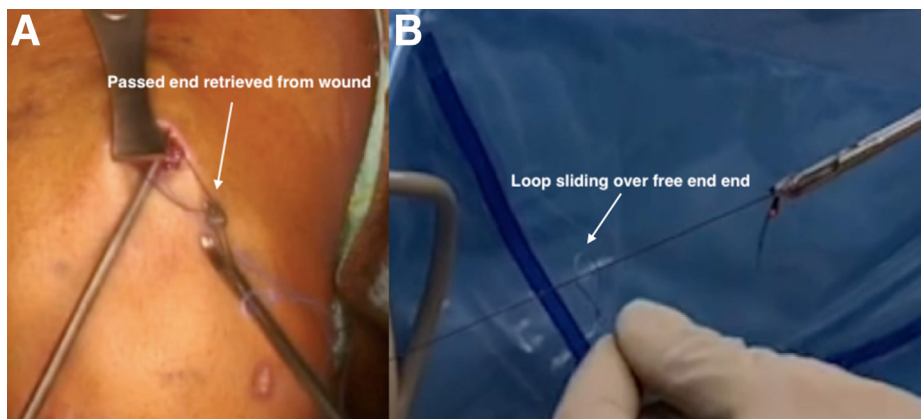 A
Passed end retrieved from wound
B
Loop sliding over free end end